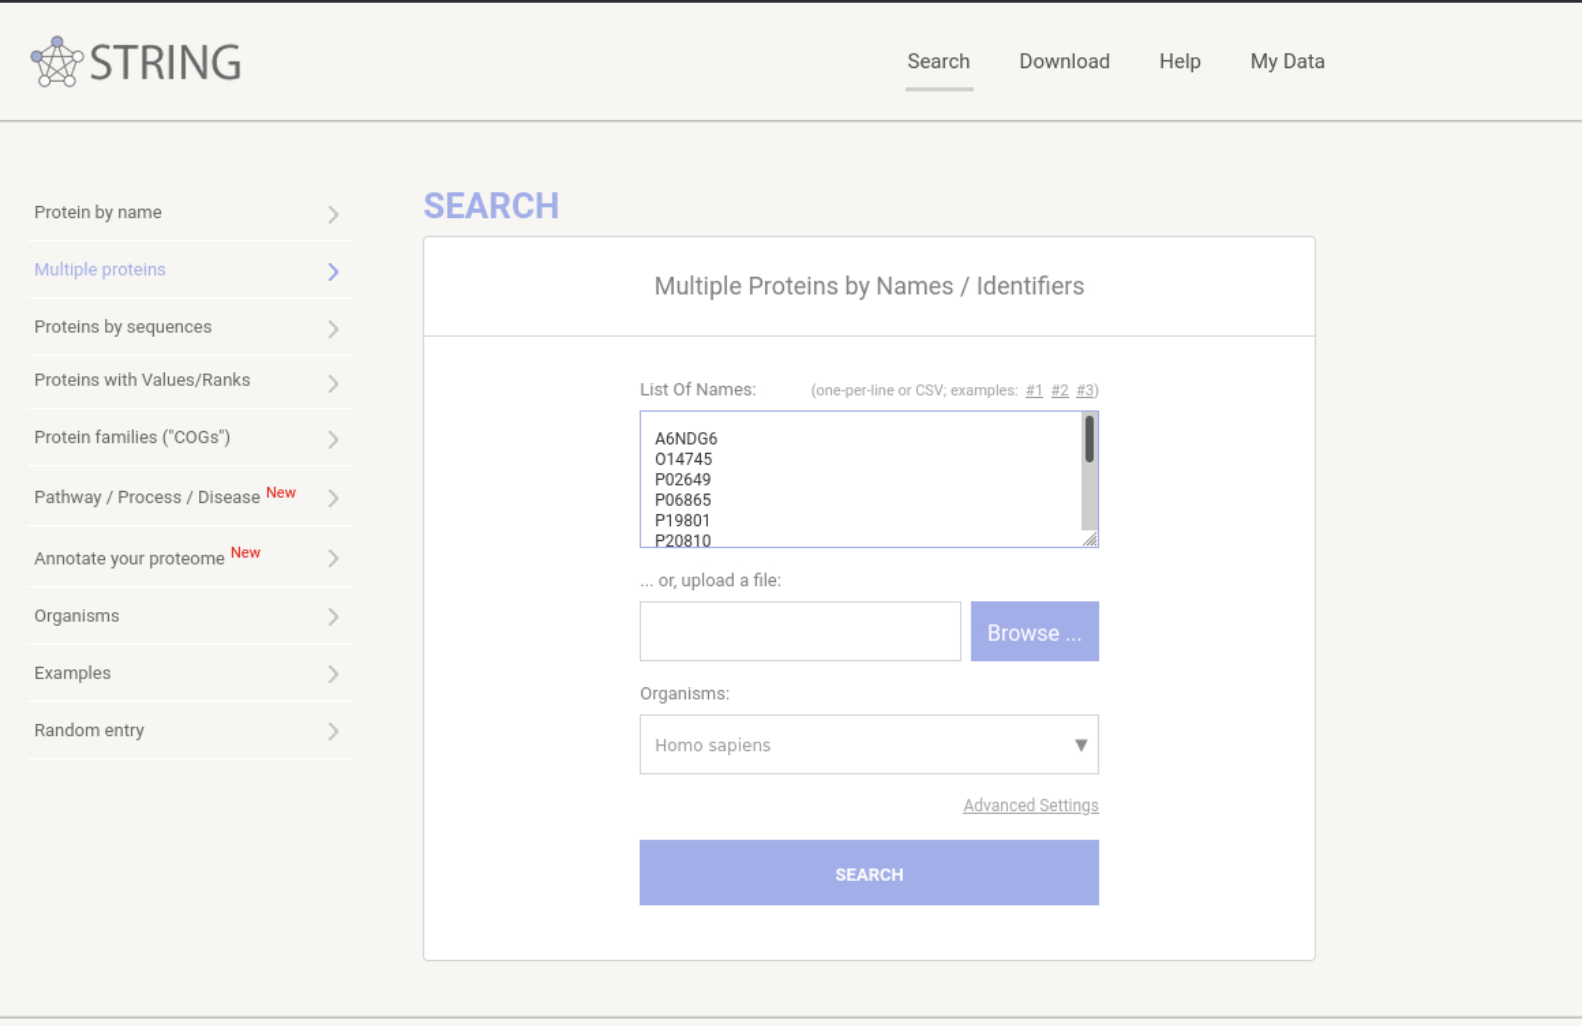 STRING
Search Download Help My Data
Protein by name
Multiple proteins
Proteins by sequences
Proteins with Values/Ranks
Protein families ("COGs")
Pathway / Process / Disease New
Annotate your proteome New
Organisms
Examples
Random entry
SEARCH
Multiple Proteins by Names / Identifiers
List Of Names: (one-per-line or CSV; examples: #1 #2 #3)
A6NDG6
O14745
P02649
P06865
P19801
P20810
... or, upload a file:
Browse ...
Organisms:
Homo sapiens
Advanced Settings
SEARCH